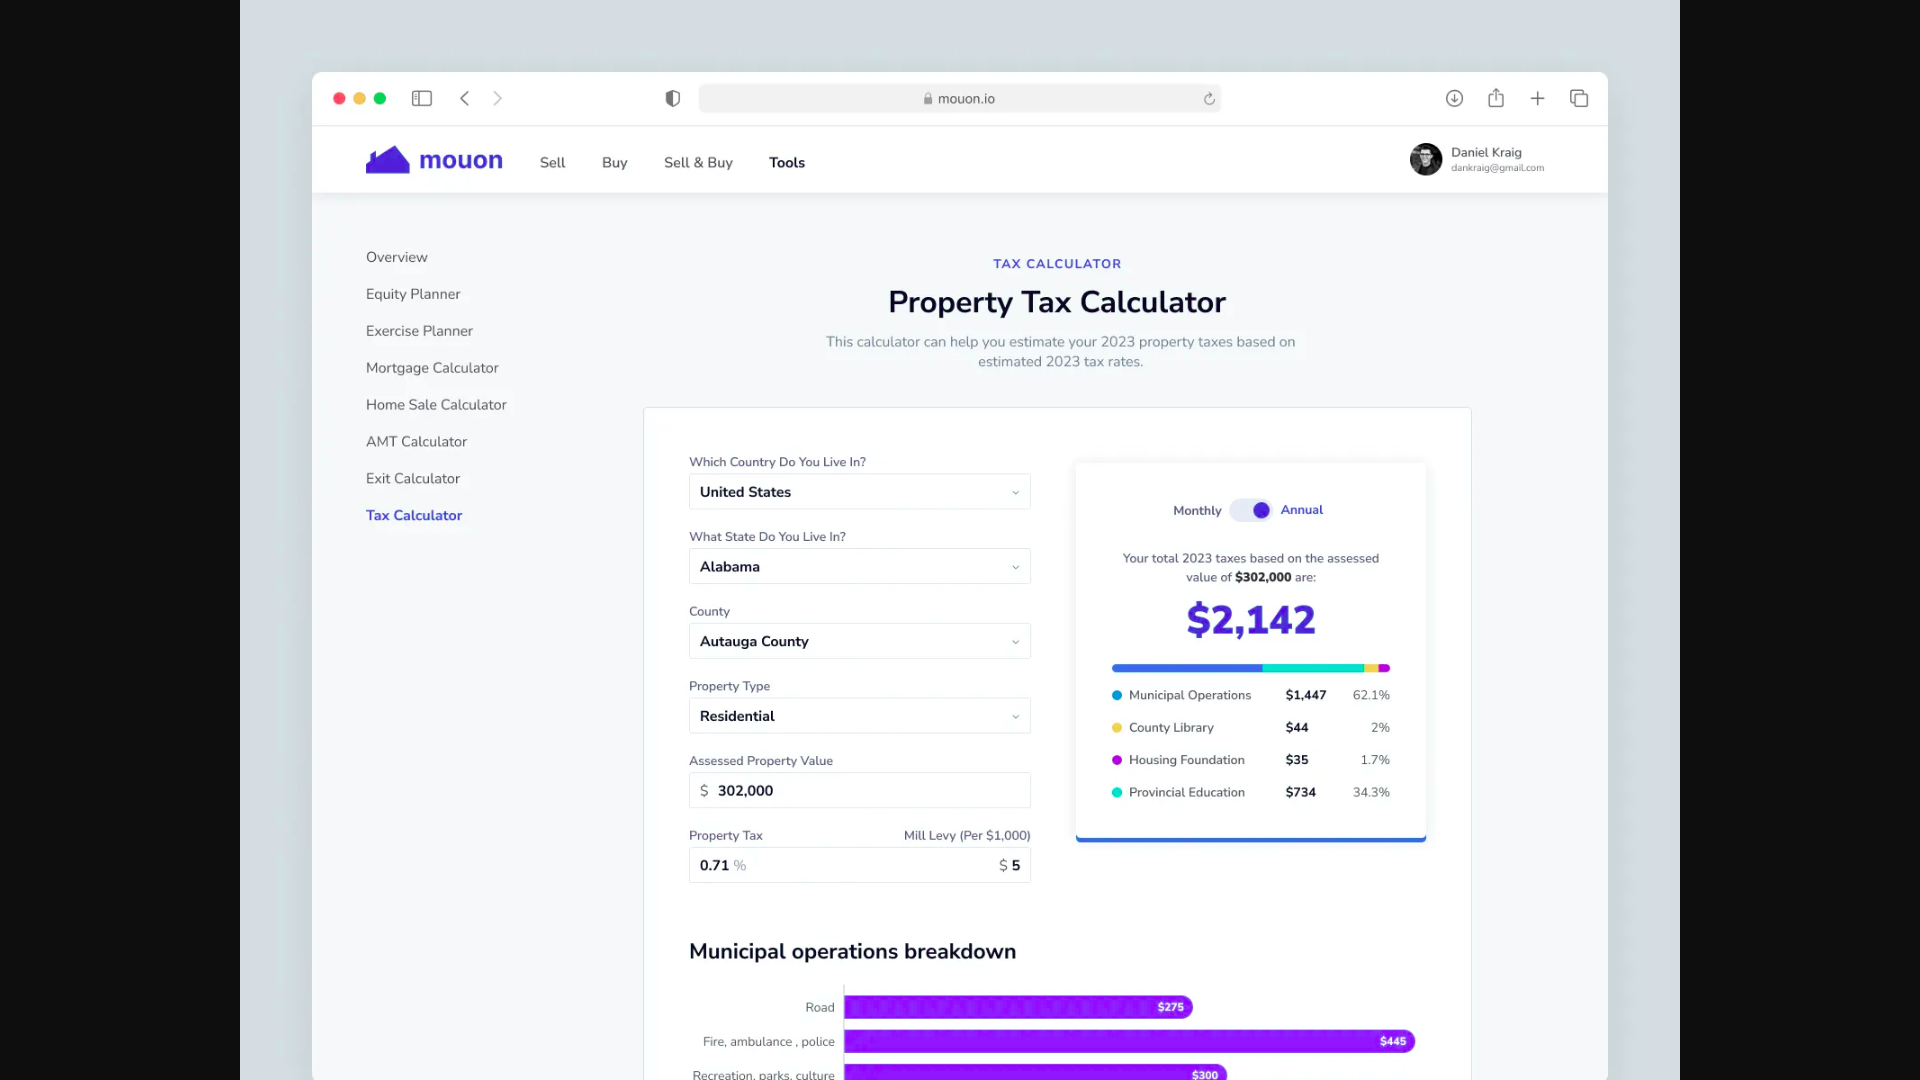 mouon.io
mouon
Sell
Buy
Sell & Buy
Tools
Daniel Kraig
dankraig@gmail.com
Overview
Equity Planner
Exercise Planner
Mortgage Calculator
Home Sale Calculator
AMT Calculator
Exit Calculator
Tax Calculator
TAX CALCULATOR
Property Tax Calculator
This calculator can help you estimate your 2023 property taxes based on
estimated 2023 tax rates.
Which Country Do You Live In?
United States
What State Do You Live In?
Alabama
County
Autauga County
Property Type
Residential
Assessed Property Value
$ 302,000
Property Tax Mill Levy (Per $1,000)
0.71 % $ 5
Monthly Annual
Your total 2023 taxes based on the assessed
value of $302,000 are:
$2,142
Municipal Operations $1,447 62.1%
County Library $44 2%
Housing Foundation $35 1.7%
Provincial Education $734 34.3%
Municipal operations breakdown
Road $275
Fire, ambulance , police $445
Recreation, parks, culture $300